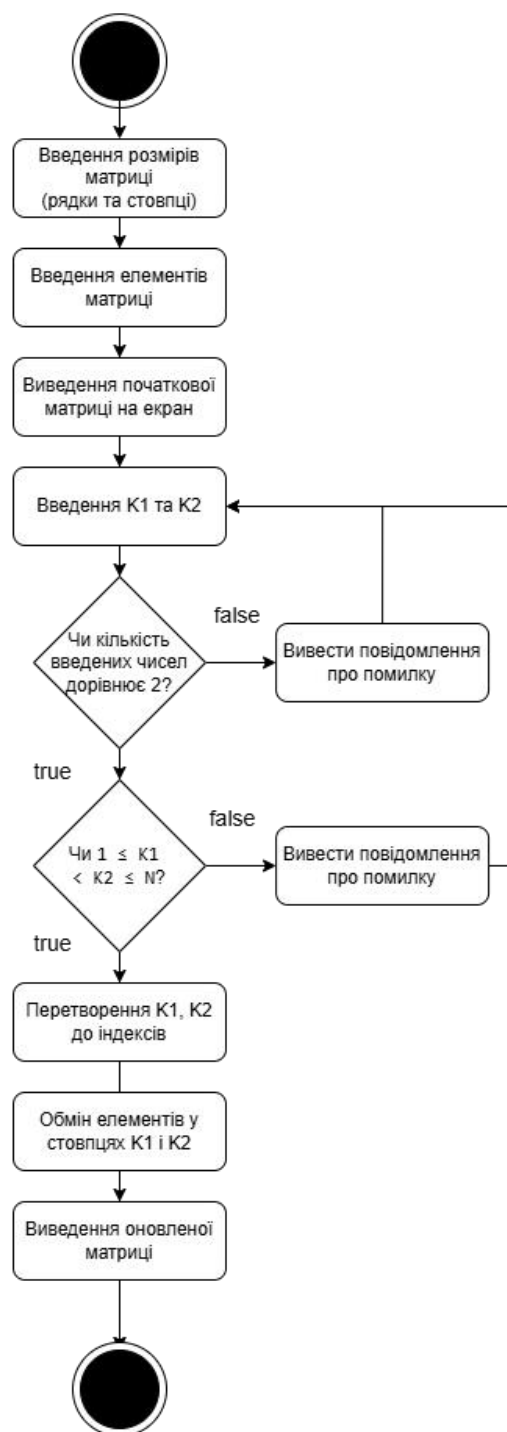 Введення розмірів
матриці
(рядки та стовпці)
Введення елементів
матриці
Виведення початкової
матриці на екран
Введення K1 та K2
Чи кількість
введених чисел
дорівнює 2?
false
Вивести повідомлення
про помилку
true
Чи 1 ≤ K1
< K2 ≤ N?
false
Вивести повідомлення
про помилку
true
Перетворення K1, K2
до індексів
Обмін елементів у
стовпцях K1 і K2
Виведення оновленої
матриці